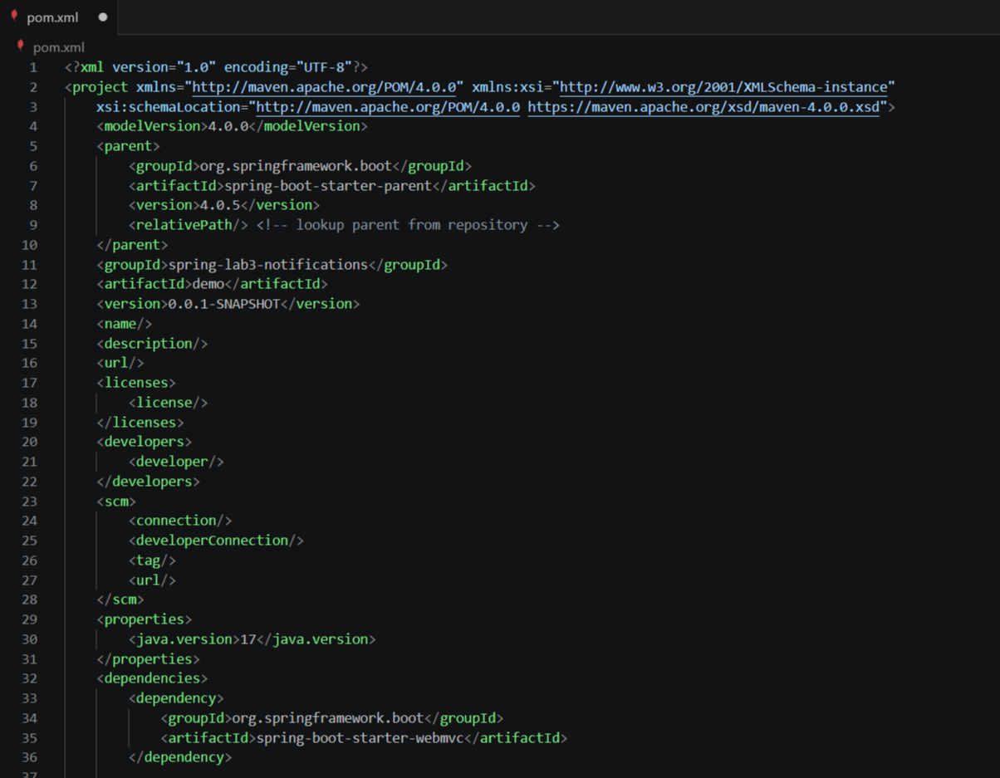 pom.xml
pom.xml
1 <?xml version="1.0" encoding="UTF-8"?>
2 <project xmlns="http://maven.apache.org/POM/4.0.0" xmlns:xsi="http://www.w3.org/2001/XMLSchema-instance"
3     xsi:schemaLocation="http://maven.apache.org/POM/4.0.0 https://maven.apache.org/xsd/maven-4.0.0.xsd">
4     <modelVersion>4.0.0</modelVersion>
5     <parent>
6         <groupId>org.springframework.boot</groupId>
7         <artifactId>spring-boot-starter-parent</artifactId>
8         <version>4.0.5</version>
9         <relativePath/> <!-- lookup parent from repository -->
10     </parent>
11     <groupId>spring-lab3-notifications</groupId>
12     <artifactId>demo</artifactId>
13     <version>0.0.1-SNAPSHOT</version>
14     <name/>
15     <description/>
16     <url/>
17     <licenses>
18         <license/>
19     </licenses>
20     <developers>
21         <developer/>
22     </developers>
23     <scm>
24         <connection/>
25         <developerConnection/>
26         <tag/>
27         <url/>
28     </scm>
29     <properties>
30         <java.version>17</java.version>
31     </properties>
32     <dependencies>
33         <dependency>
34             <groupId>org.springframework.boot</groupId>
35             <artifactId>spring-boot-starter-webmvc</artifactId>
36         </dependency>
37